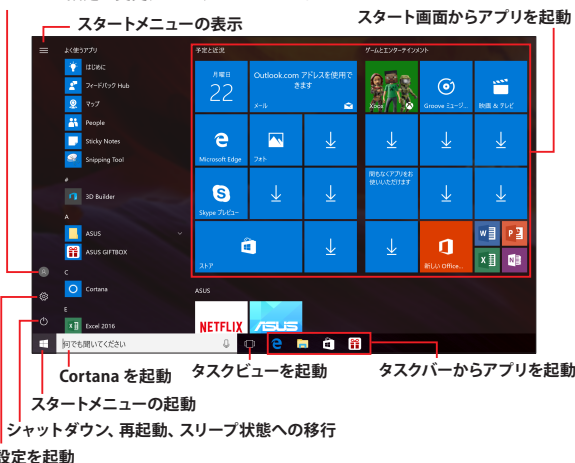 スタートメニューの表示
スタート画面からアプリを起動
よく使うアプリ
はじめに
フィードバック Hub
マップ
People
Sticky Notes
Snipping Tool
#
3D Builder
A
ASUS
ASUS GIFTBOX
C
Cortana
E
Excel 2016
何でも聞いてください
予定と近況
月曜日
22
Outlook.com アドレスを使用で
きます
メール
Microsoft Edge
フォト
Skype プレビュー
ストア
ゲームとエンターテインメント
Xbox
Groove ミュージ...
映画 & テレビ
間もなくアプリをお
使いいただけます
新しい Office...
ASUS
NETFLIX
ASUS
Cortana を起動
タスクビューを起動
タスクバーからアプリを起動
スタートメニューの起動
シャットダウン、再起動、スリープ状態への移行
設定を起動